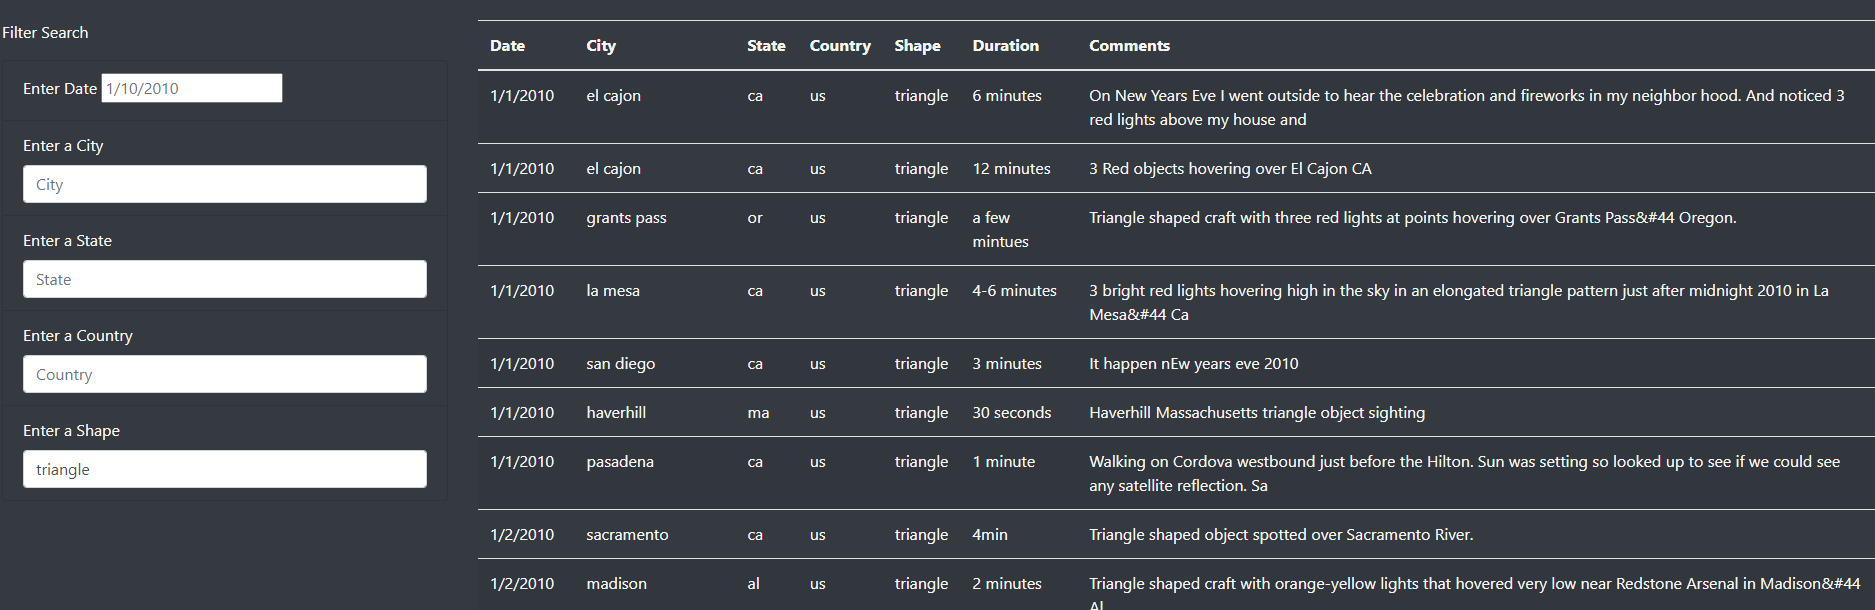 Filter Search
Enter Date 1/10/2010
Enter a City
City
Enter a State
State
Enter a Country
Country
Enter a Shape
triangle
Date City State Country Shape Duration Comments
1/1/2010 el cajon ca us triangle 6 minutes On New Years Eve I went outside to hear the celebration and fireworks in my neighbor hood. And noticed 3
red lights above my house and
1/1/2010 el cajon ca us triangle 12 minutes 3 Red objects hovering over El Cajon CA
1/1/2010 grants pass or us triangle a few Triangle shaped craft with three red lights at points hovering over Grants Pass&#44 Oregon.
mintues
1/1/2010 la mesa ca us triangle 4-6 minutes 3 bright red lights hovering high in the sky in an elongated triangle pattern just after midnight 2010 in La
Mesa&#44 Ca
1/1/2010 san diego ca us triangle 3 minutes It happen nEw years eve 2010
1/1/2010 haverhill ma us triangle 30 seconds Haverhill Massachusetts triangle object sighting
1/1/2010 pasadena ca us triangle 1 minute Walking on Cordova westbound just before the Hilton. Sun was setting so looked up to see if we could see
any satellite reflection. Sa
1/2/2010 sacramento ca us triangle 4min Triangle shaped object spotted over Sacramento River.
1/2/2010 madison al us triangle 2 minutes Triangle shaped craft with orange-yellow lights that hovered very low near Redstone Arsenal in Madison&#44
Al